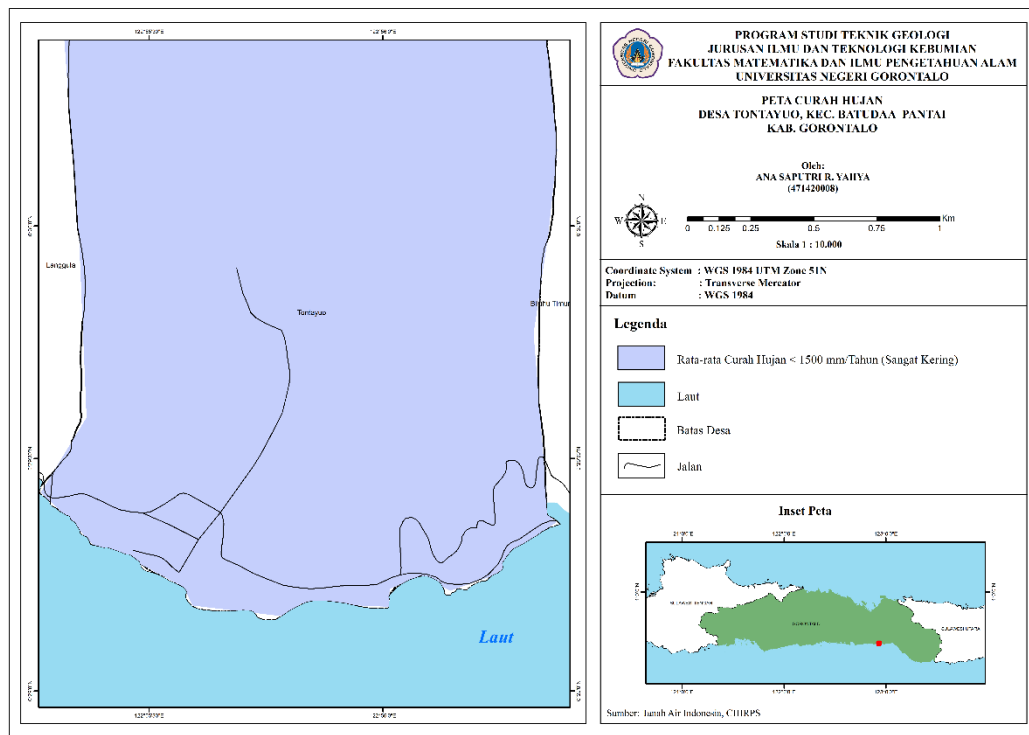 PROGRAM STUDI TEKNIK GEOLOGI
JURUSAN ILMU DAN TEKNOLOGI KEBUMIAN
FAKULTAS MATEMATIKA DAN ILMU PENGETAHUAN ALAM
UNIVERSITAS NEGERI GORONTALO
PETA CURAH HUJAN
DESA TONTAYUO, KEC. BATUDAA PANTAI
KAB. GORONTALO
Oleh:
ANA SAPUTRI R. YAHYA
(471420008)
N
W E
S
0 0.125 0.25 0.5 0.75 1 Km
Skala 1 : 10.000
Coordinate System : WGS 1984 UTM Zone 51N
Projection: : Transverse Mercator
Datum : WGS 1984
Legenda
Rata-rata Curah Hujan < 1500 mm/Tahun (Sangat Kering)
Laut
Batas Desa
Jalan
Inset Peta
Sumber: Tanah Air Indonesia, CHIRPS
Tontayuo
Timur
Laut